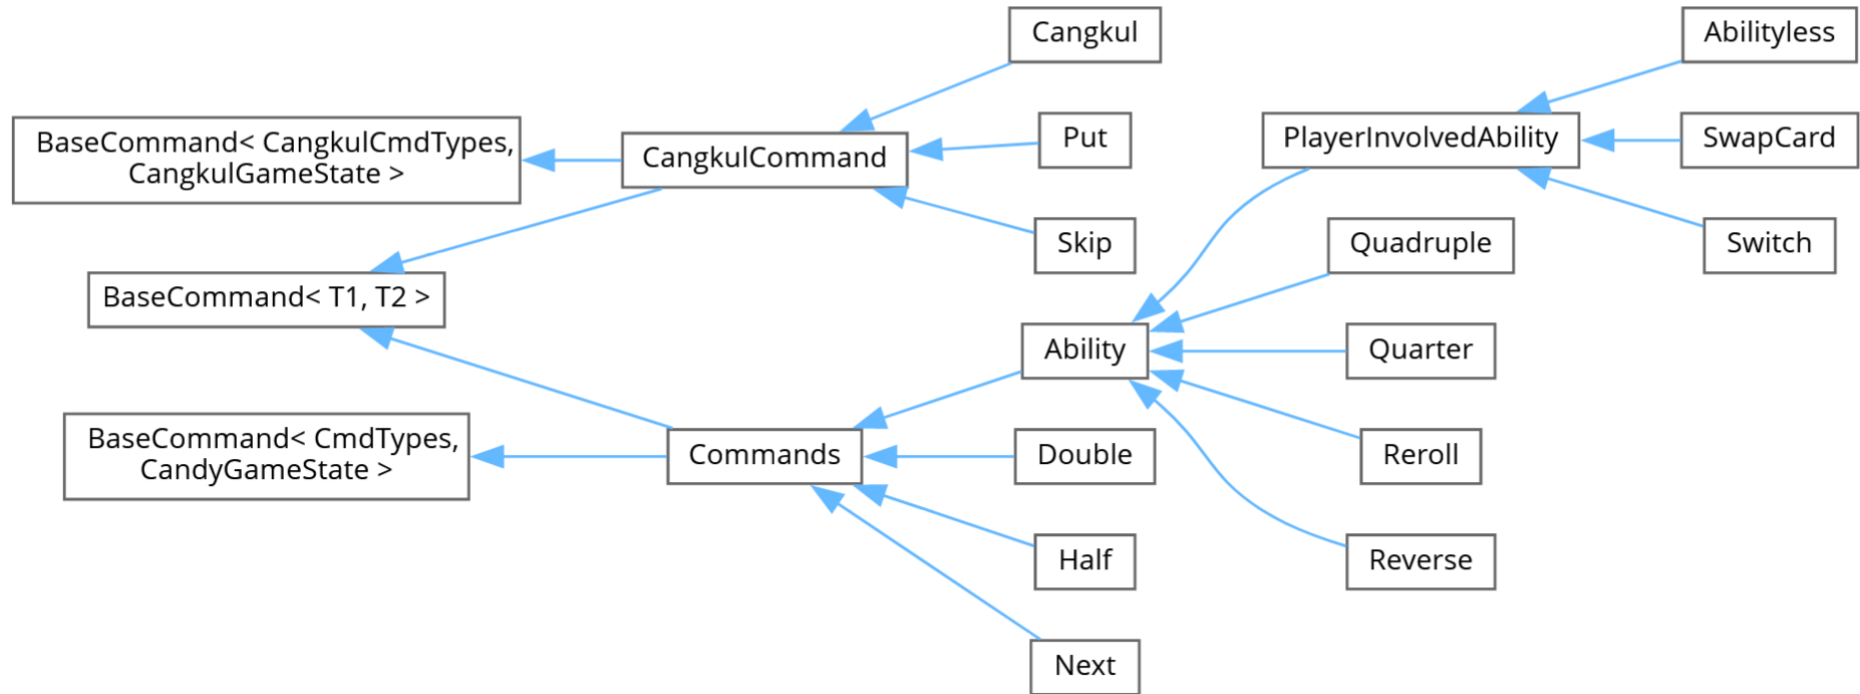 Cangkul
Abilityless
BaseCommand< CangkulCmdTypes,
CangkulGameState >
CangkulCommand
Put
PlayerInvolvedAbility
SwapCard
Skip
Quadruple
Switch
BaseCommand< T1, T2 >
Ability
Quarter
BaseCommand< CmdTypes,
CandyGameState >
Commands
Double
Reroll
Half
Reverse
Next